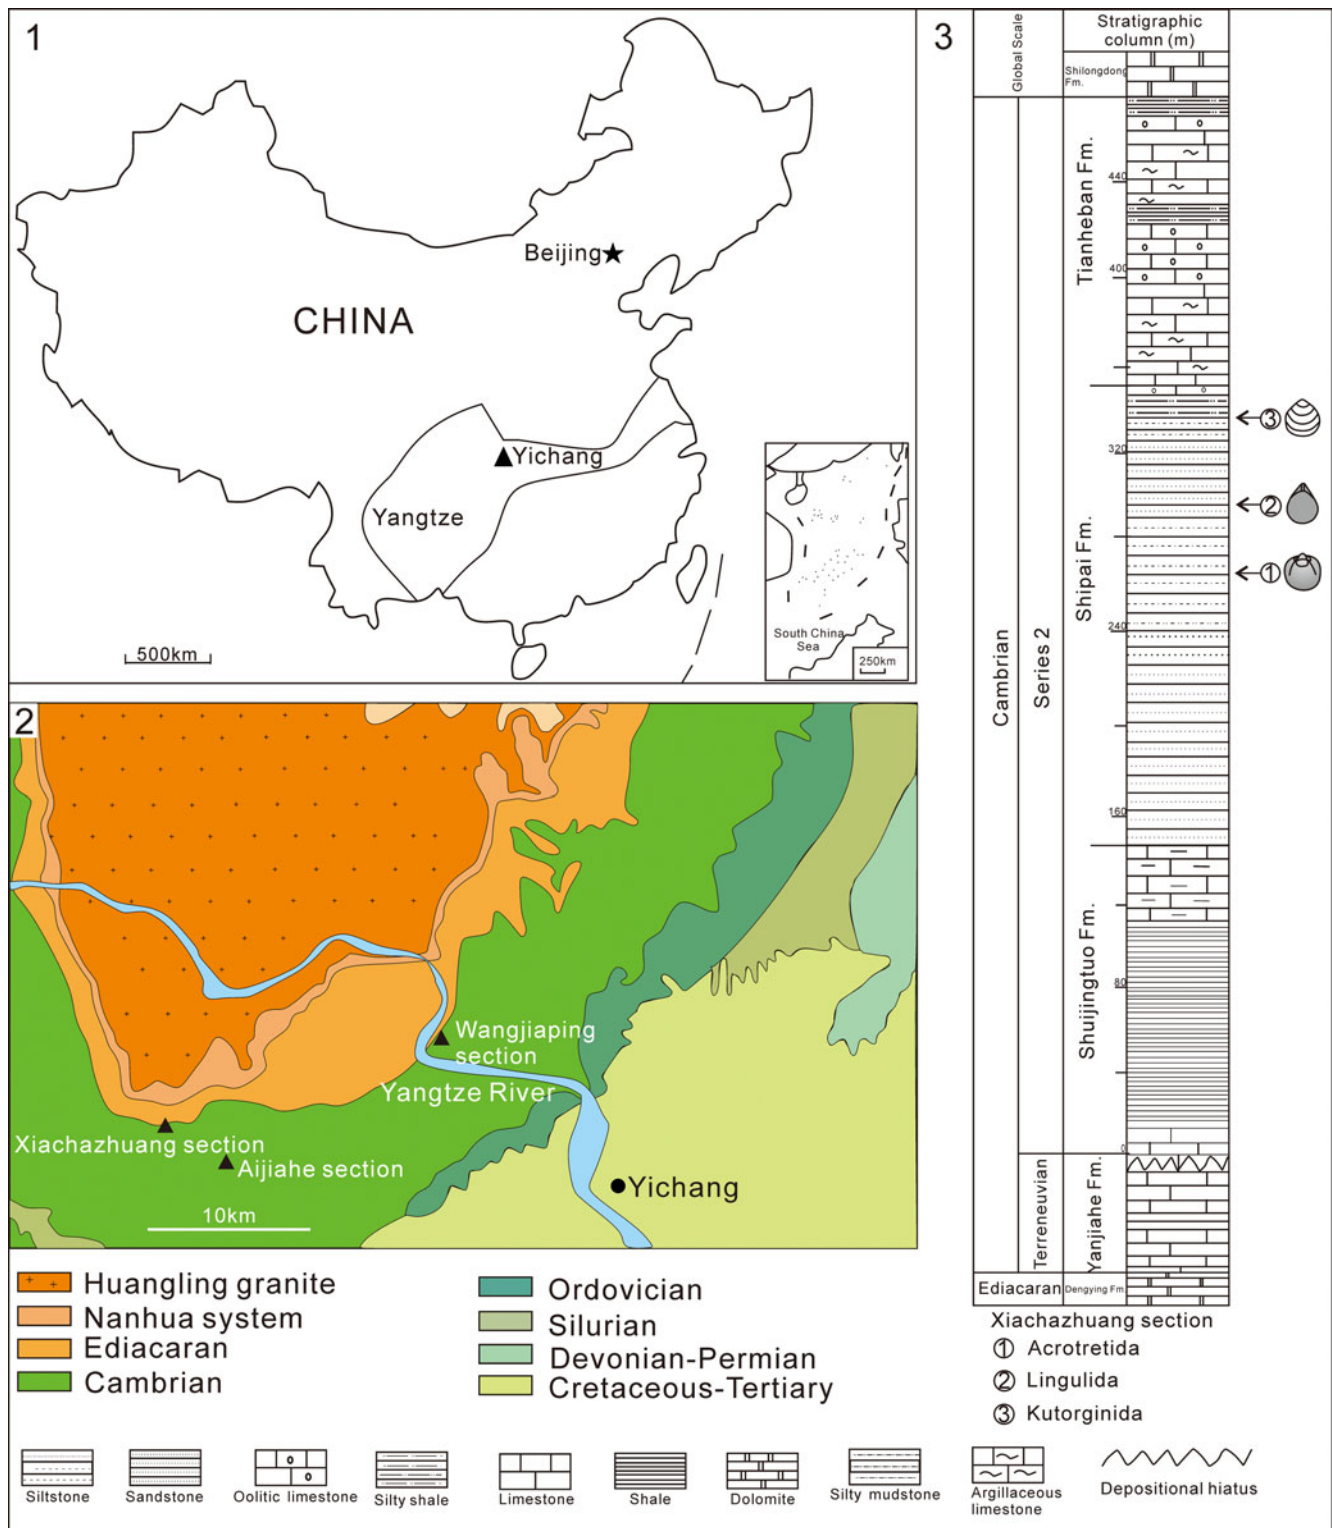 1
Beijing
CHINA
Yichang
Yangtze
500km
South China
Sea
250km
2
Wangjiaping
section
Yangtze River
Xiachazhuang section
Aijiahe section
Yichang
10km
Huangling granite
Nanhua system
Ediacaran
Cambrian
Ordovician
Silurian
Devonian-Permian
Cretaceous-Tertiary
3
Global Scale
Stratigraphic
column (m)
Shilongdong
Fm.
Cambrian
Series 2
Terreneuvian
Ediacaran
Tianheban Fm.
Shipai Fm.
Shuijingtuo Fm.
Yanjiahe Fm.
Dengying Fm.
440
400
320
240
160
80
0
3
2
1
Xiachazhuang section
1 Acrotretida
2 Lingulida
3 Kutorginida
Siltstone
Sandstone
Oolitic limestone
Silty shale
Limestone
Shale
Dolomite
Silty mudstone
Argillaceous
limestone
Depositional hiatus